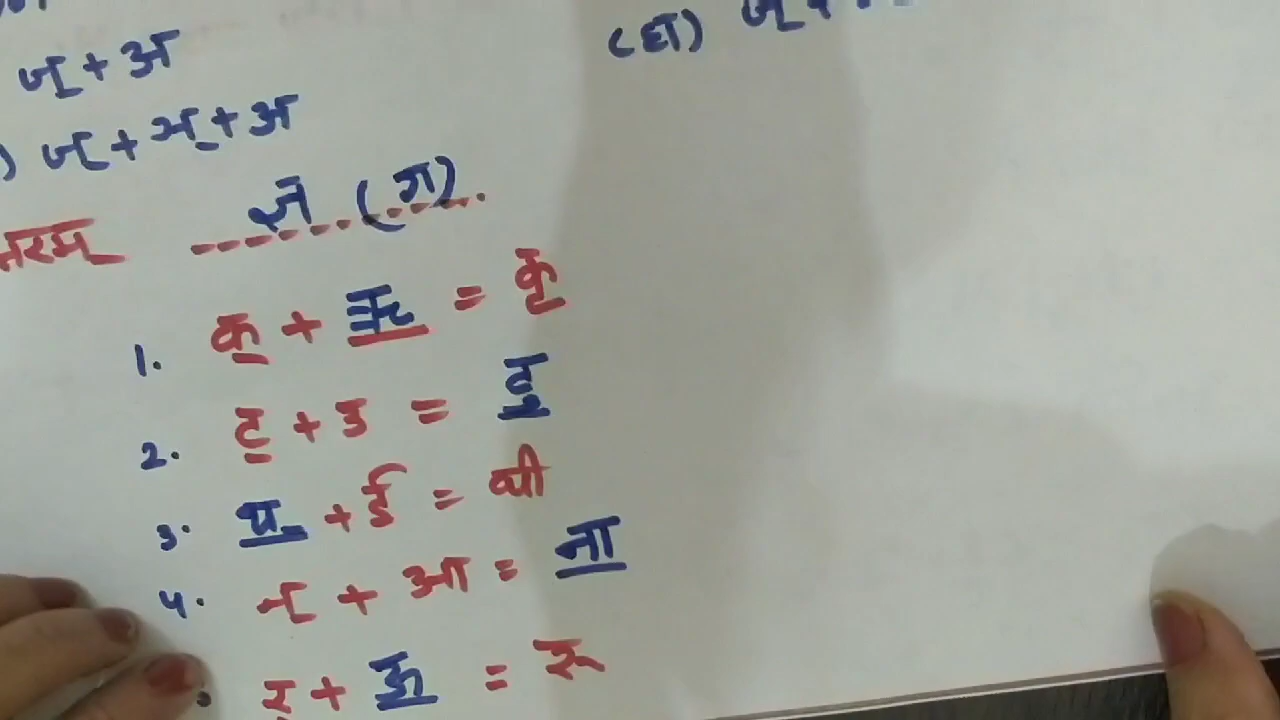 ज् + अ
(घ) ज्
) ज् + ञ् + अ
से (ग)
1. क् + ऋ = कृ
2. ट् + उ = टु
3. घ् + ई = घी
4. न् + आ = ना
र् + ऊ = रू